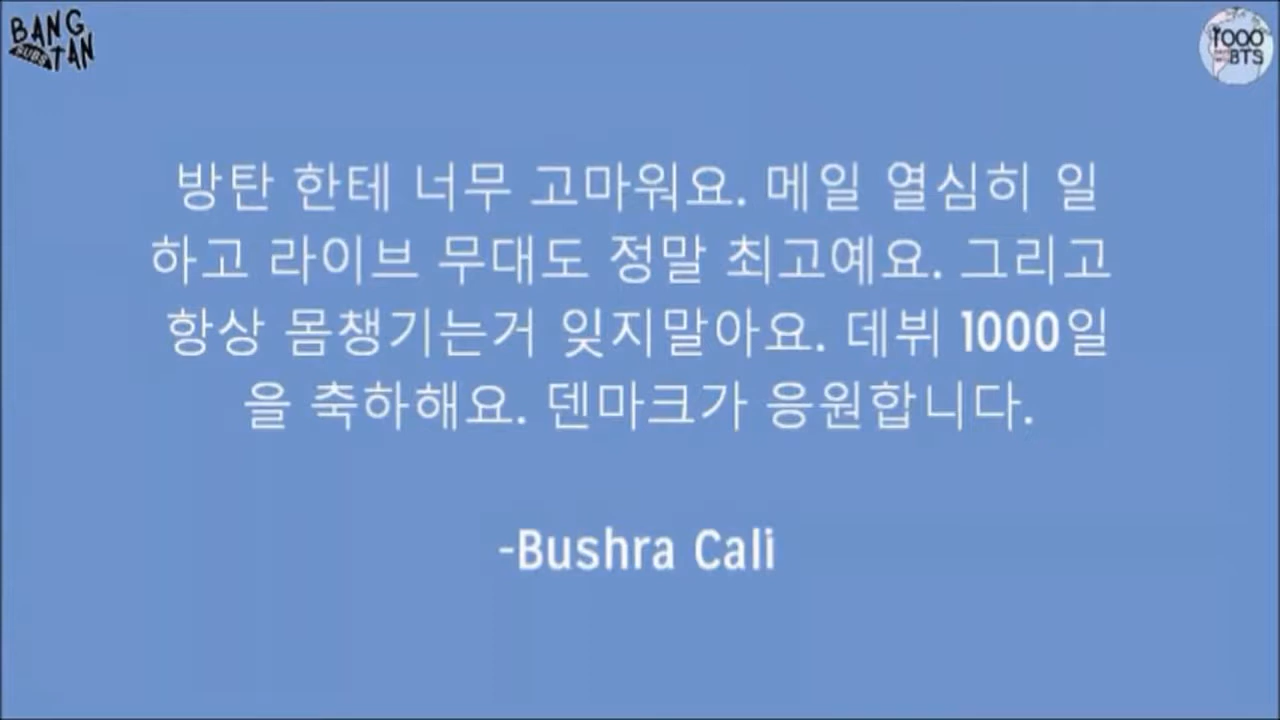 BANG
SUBS TAN
1000
BTS
방탄 한테 너무 고마워요. 메일 열심히 일
하고 라이브 무대도 정말 최고예요. 그리고
항상 몸챙기는거 잊지말아요. 데뷔 1000일
을 축하해요. 덴마크가 응원합니다.
-Bushra Cali